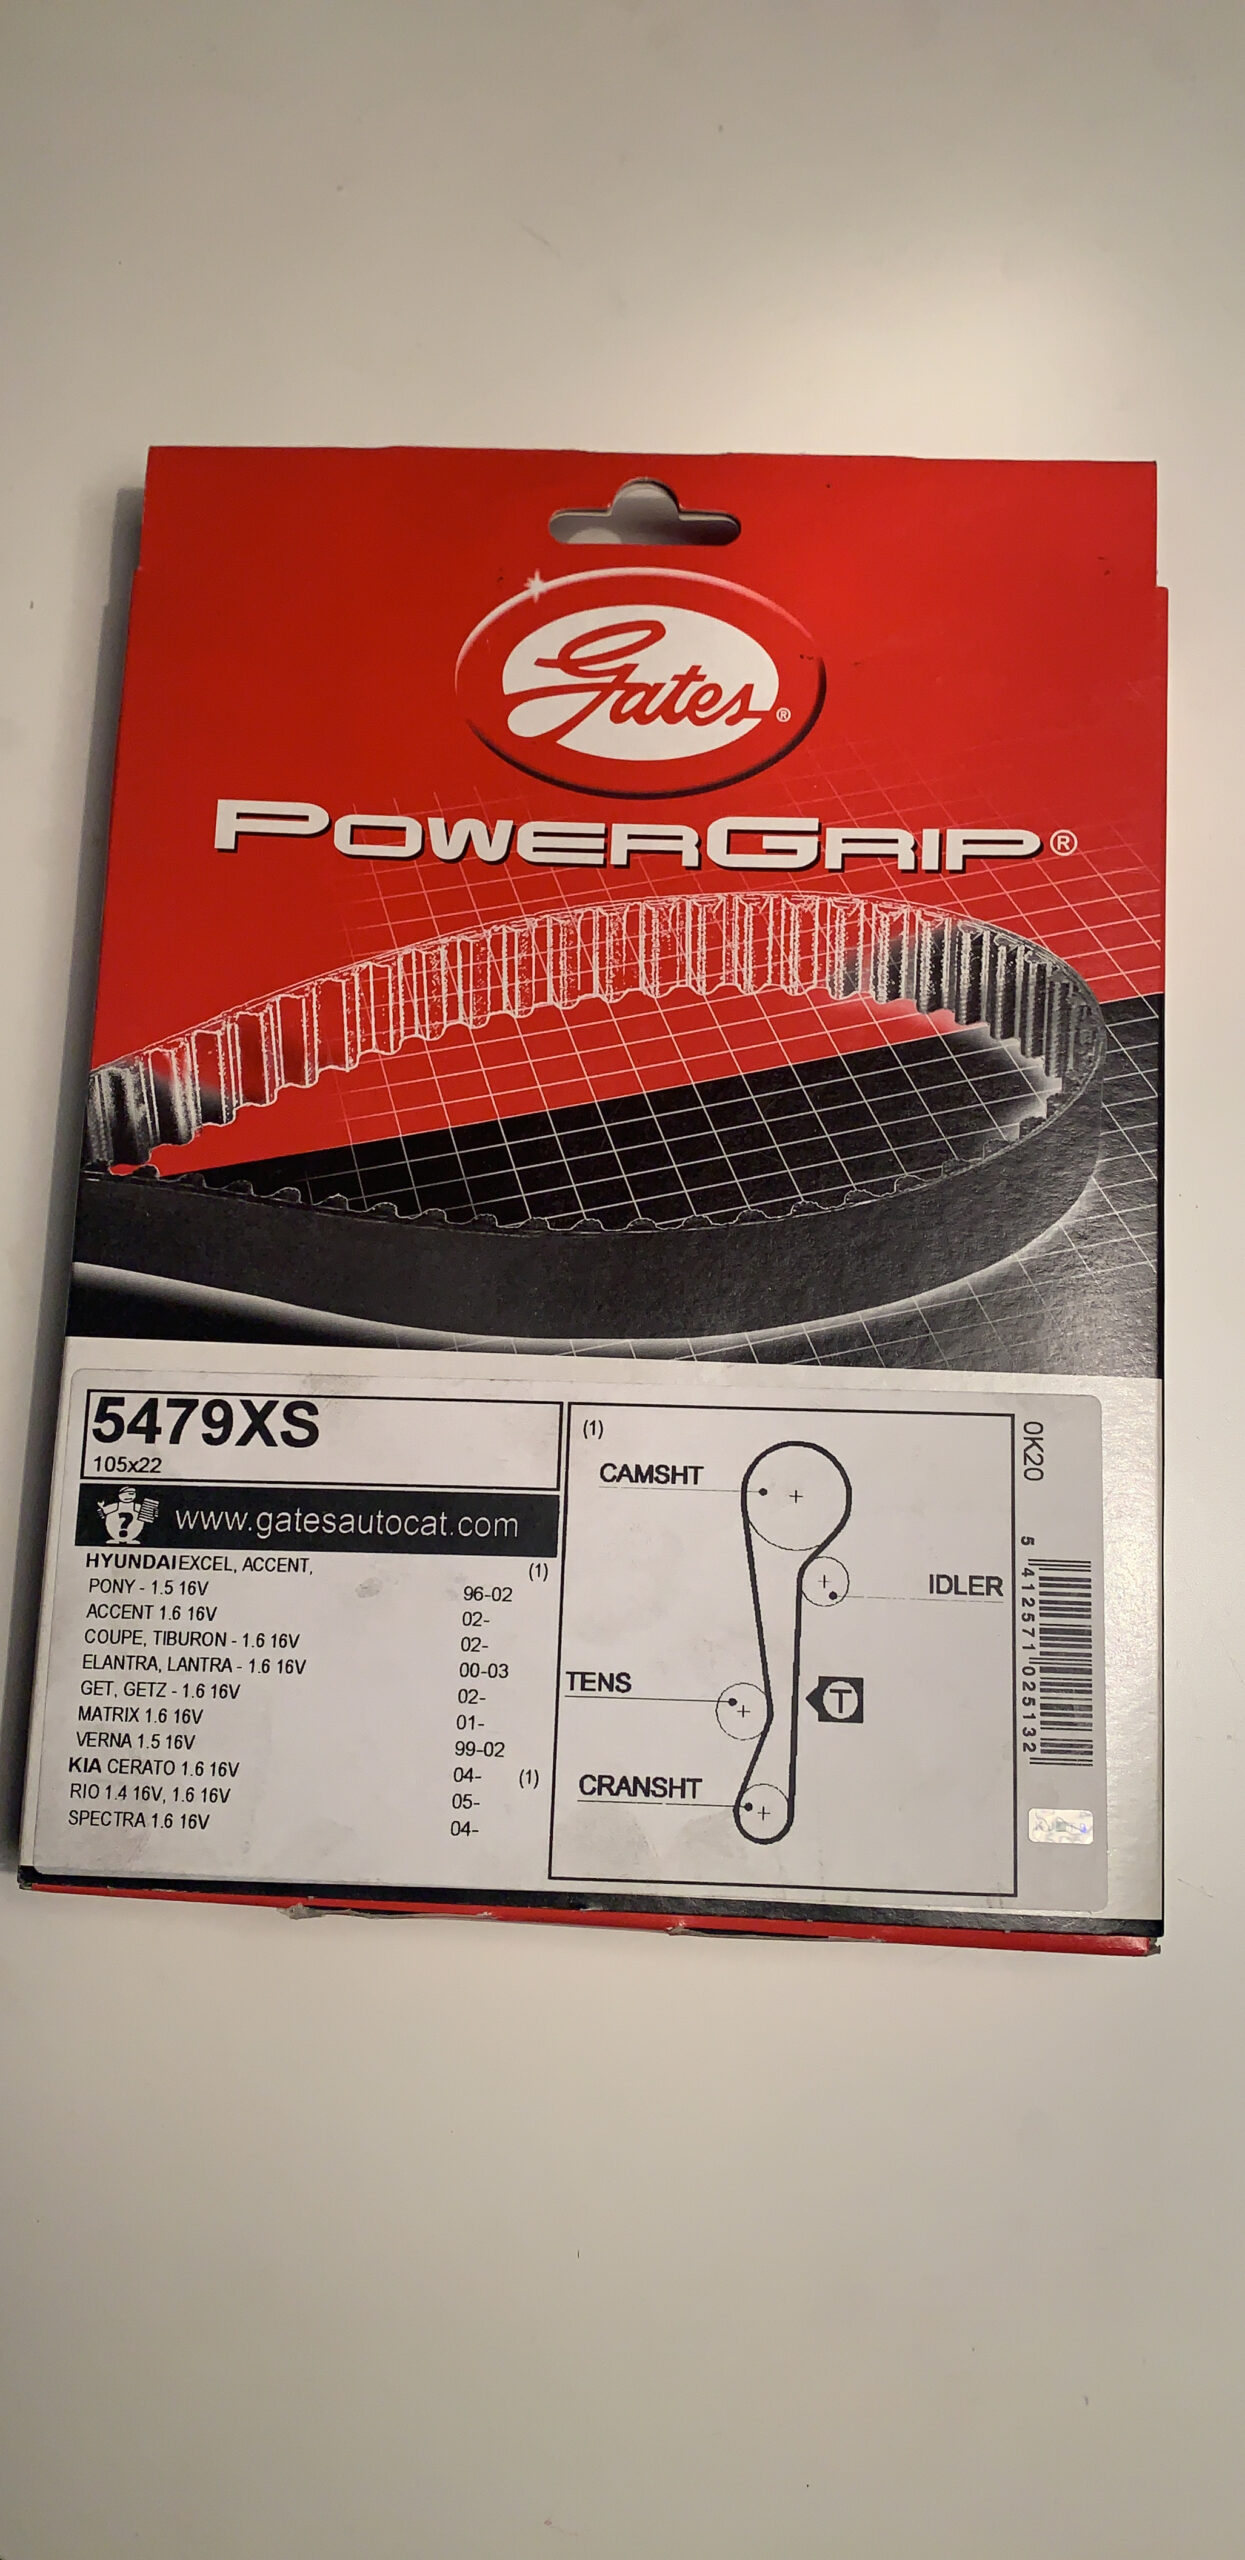 Gates®
POWERGRIP®
5479XS
105x22
www.gatesautocat.com
HYUNDAI EXCEL, ACCENT, (1)
PONY - 1.5 16V 96-02
ACCENT 1.6 16V 02-
COUPE, TIBURON - 1.6 16V 02-
ELANTRA, LANTRA - 1.6 16V 00-03
GET, GETZ - 1.6 16V 02-
MATRIX 1.6 16V 01-
VERNA 1.5 16V 99-02
KIA CERATO 1.6 16V 04- (1)
RIO 1.4 16V, 1.6 16V 05-
SPECTRA 1.6 16V 04-
(1)
CAMSHT
IDLER
TENS
T
CRANSHT
0K20
5 412571 025132